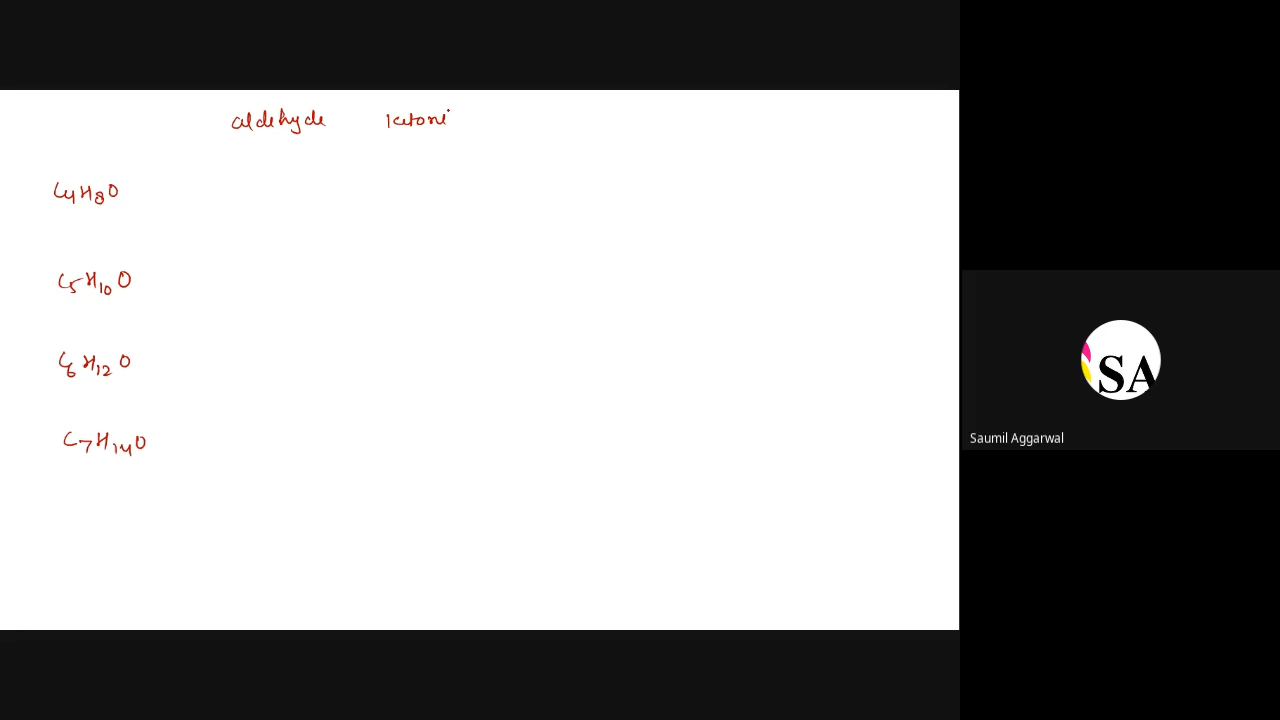 aldehyde ketone
C4H8O
C5H10O
C6H12O
SA
Saumil Aggarwal
C7H14O